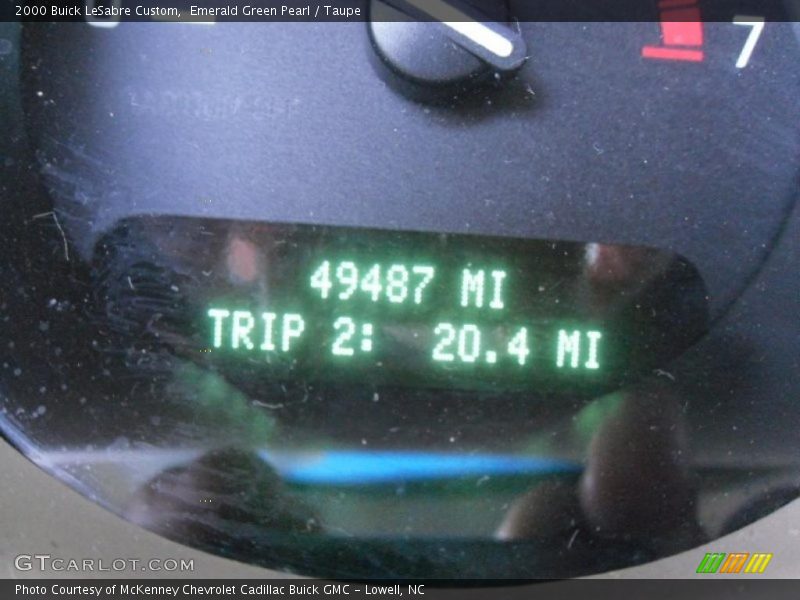 2000 Buick LeSabre Custom,  Emerald Green Pearl / Taupe
7
49487 MI
TRIP 2:  20.4 MI
GTCARLOT.COM
Photo Courtesy of McKenney Chevrolet Cadillac Buick GMC - Lowell, NC